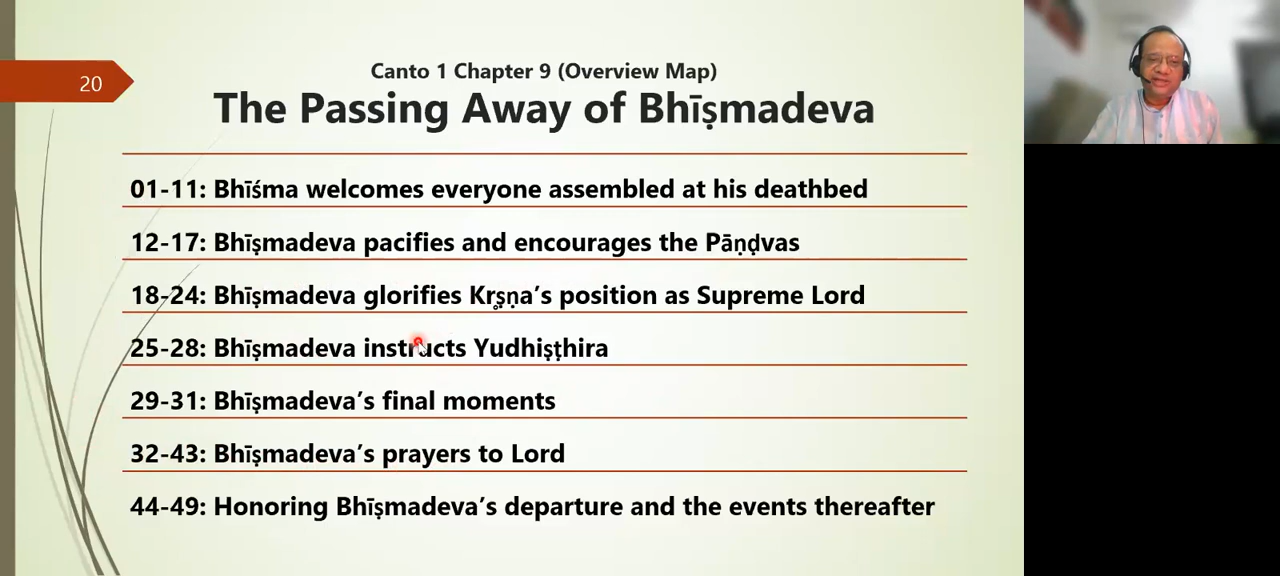 20
Canto 1 Chapter 9 (Overview Map)
The Passing Away of Bhīṣmadeva
01-11: Bhīśma welcomes everyone assembled at his deathbed
12-17: Bhīṣmadeva pacifies and encourages the Pāṇḍvas
18-24: Bhīṣmadeva glorifies Kr̥ṣṇa’s position as Supreme Lord
25-28: Bhīṣmadeva instructs Yudhiṣṭhira
29-31: Bhīṣmadeva’s final moments
32-43: Bhīṣmadeva’s prayers to Lord
44-49: Honoring Bhīṣmadeva’s departure and the events thereafter